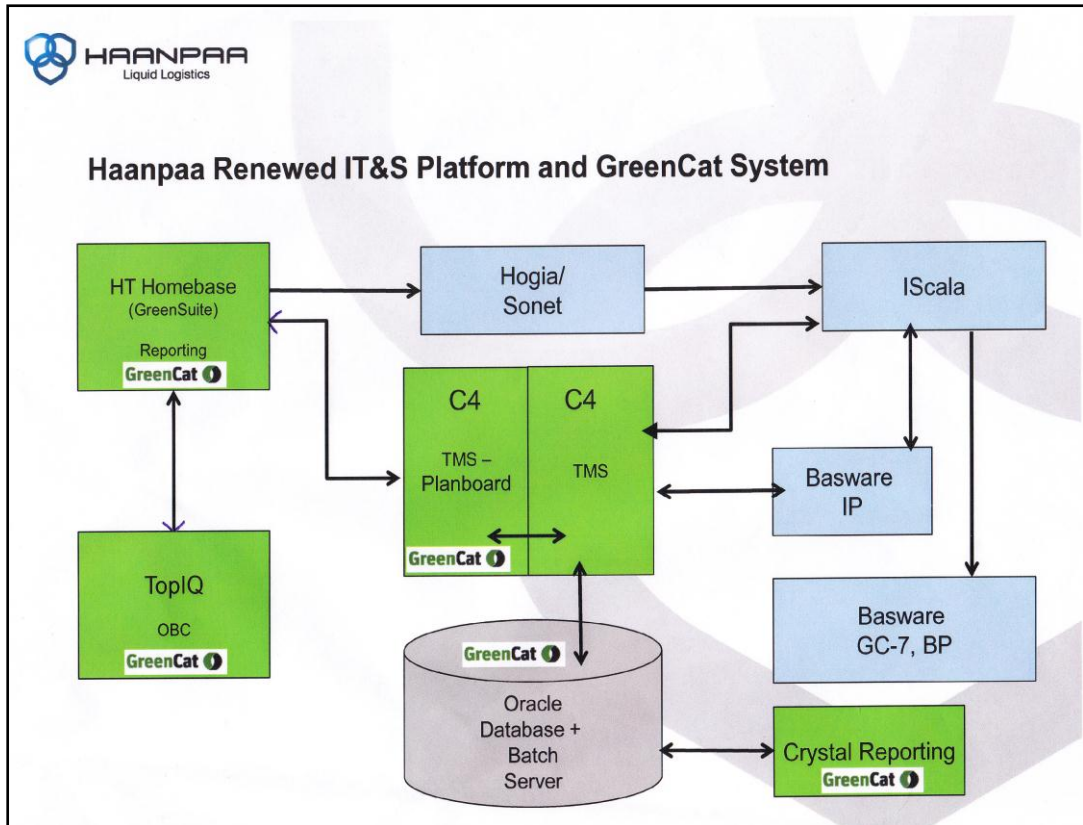 HAANPAA
Liquid Logistics
Haanpaa Renewed IT&S Platform and GreenCat System
HT Homebase
(GreenSuite)
Reporting
GreenCat
Hogia/
Sonet
IScala
C4
TMS –
Planboard
GreenCat
C4
TMS
Basware
IP
TopIQ
OBC
GreenCat
Basware
GC-7, BP
GreenCat
Oracle
Database +
Batch
Server
Crystal Reporting
GreenCat